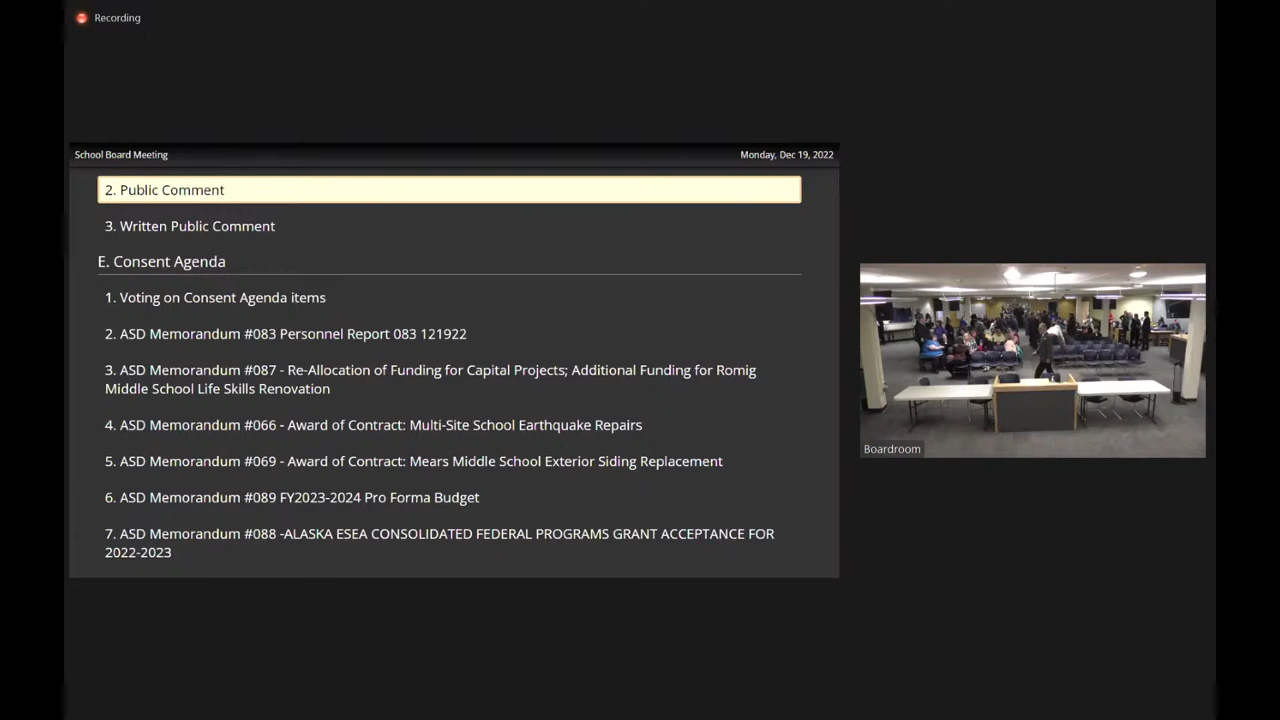 Recording
School Board Meeting
Monday, Dec 19, 2022
2. Public Comment
3. Written Public Comment
E. Consent Agenda
1. Voting on Consent Agenda items
2. ASD Memorandum #083 Personnel Report 083 121922
3. ASD Memorandum #087 - Re-Allocation of Funding for Capital Projects; Additional Funding for Romig
Middle School Life Skills Renovation
4. ASD Memorandum #066 - Award of Contract: Multi-Site School Earthquake Repairs
5. ASD Memorandum #069 - Award of Contract: Mears Middle School Exterior Siding Replacement
6. ASD Memorandum #089 FY2023-2024 Pro Forma Budget
7. ASD Memorandum #088 -ALASKA ESEA CONSOLIDATED FEDERAL PROGRAMS GRANT ACCEPTANCE FOR
2022-2023
Boardroom